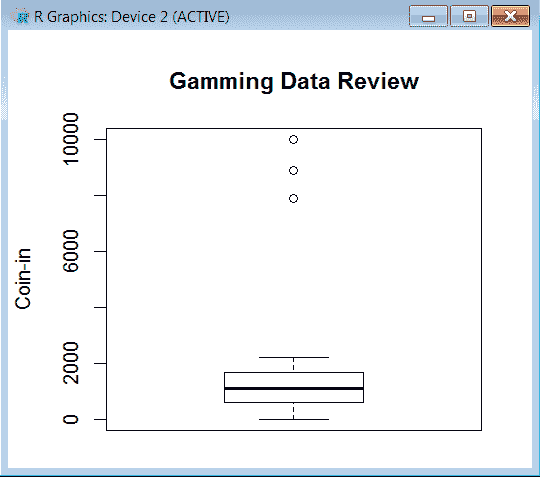 R Graphics: Device 2 (ACTIVE)
Gamming Data Review
Coin-in
10000
6000
2000
0